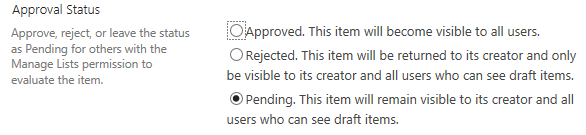 Approval Status
Approve, reject, or leave the status
as Pending for others with the
Manage Lists permission to
evaluate the item.
Approved. This item will become visible to all users.
Rejected. This item will be returned to its creator and only
be visible to its creator and all users who can see draft items.
Pending. This item will remain visible to its creator and all
users who can see draft items.